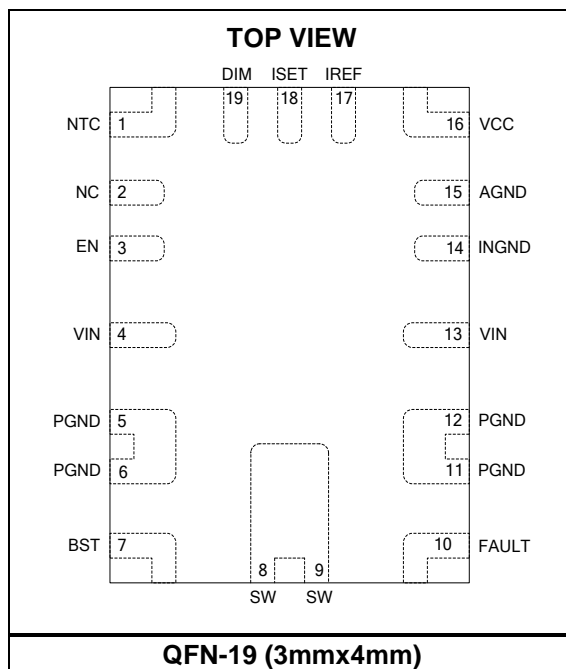 TOP VIEW
DIM ISET IREF
19 18 17
NTC 1 16 VCC
NC 2 15 AGND
EN 3 14 INGND
VIN 4 13 VIN
PGND 5 12 PGND
PGND 6 11 PGND
BST 7 10 FAULT
8 9
SW SW
QFN-19 (3mmx4mm)